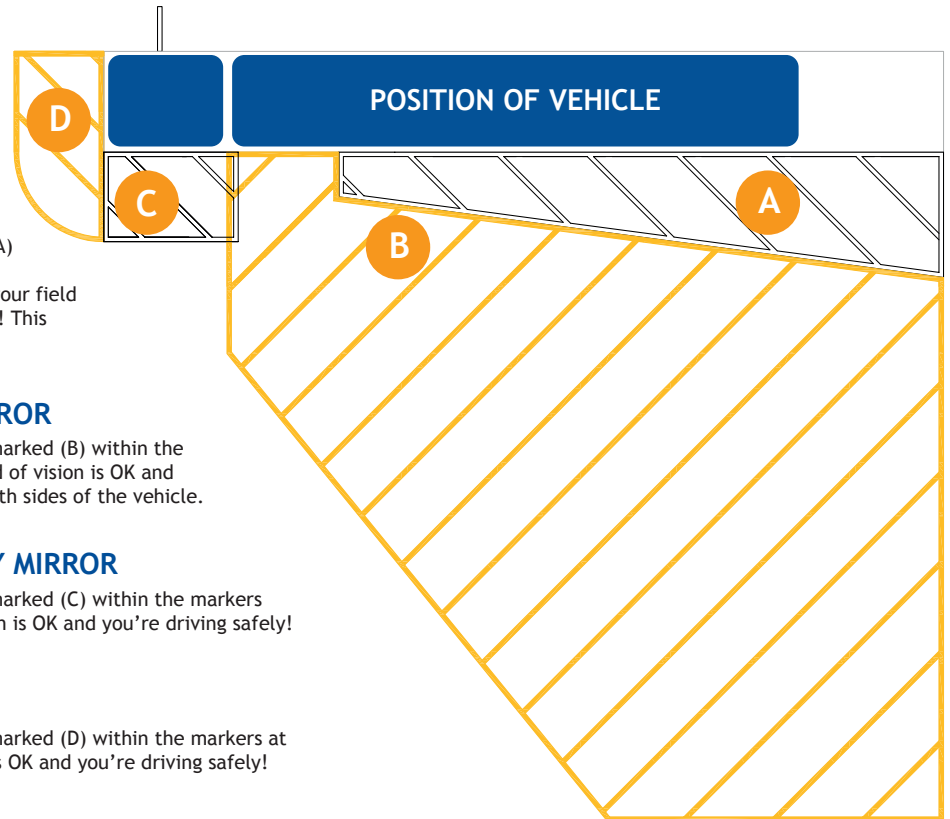 POSITION OF VEHICLE
D
C
A
B
A)
our field
! This
ROR
marked (B) within the
of vision is OK and
th sides of the vehicle.
MIRROR
marked (C) within the markers
is OK and you're driving safely!
marked (D) within the markers at
OK and you're driving safely!